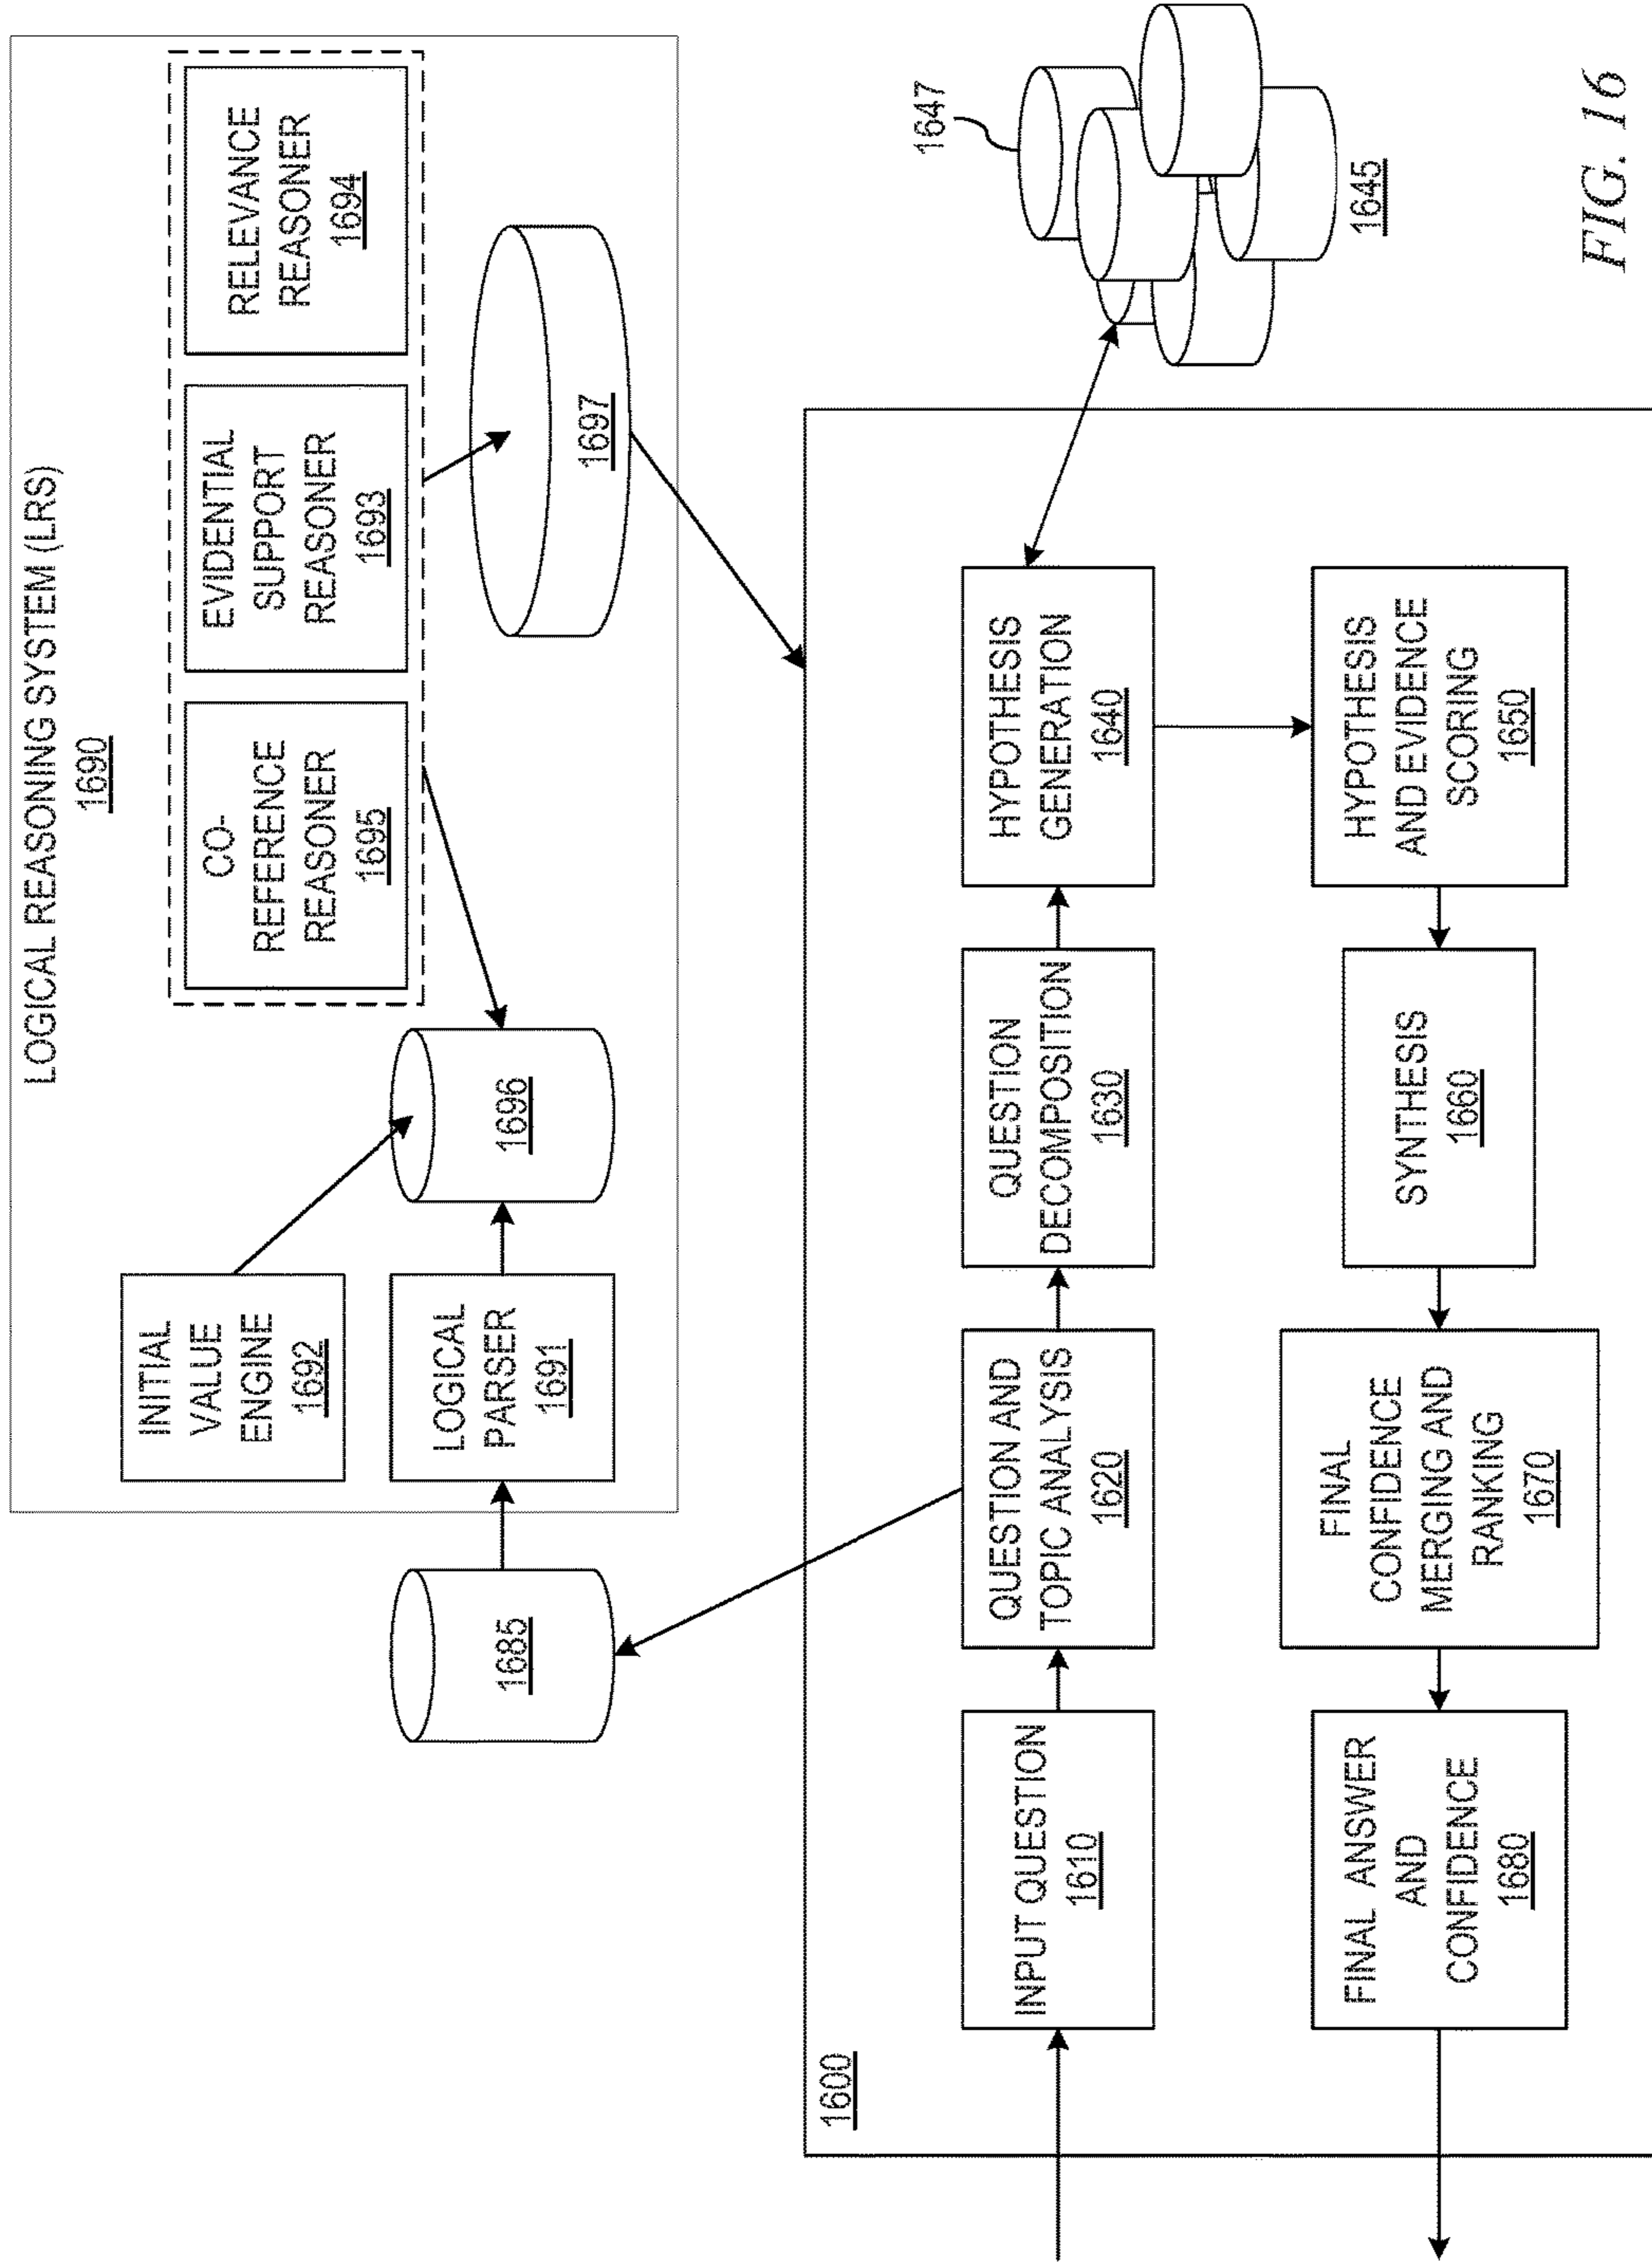 LOGICAL REASONING SYSTEM (LRS)
1690
INITIAL
VALUE
ENGINE
1692
CO-
REFERENCE
REASONER
1695
EVIDENTIAL
SUPPORT
REASONER
1693
RELEVANCE
REASONER
1694
1685
LOGICAL
PARSER
1691
1696
1697
1600
INPUT QUESTION
1610
QUESTION AND
TOPIC ANALYSIS
1620
QUESTION
DECOMPOSITION
1630
HYPOTHESIS
GENERATION
1640
1647
1645
FINAL ANSWER
AND
CONFIDENCE
1680
FINAL
CONFIDENCE
MERGING AND
RANKING
1670
SYNTHESIS
1660
HYPOTHESIS
AND EVIDENCE
SCORING
1650
FIG. 16